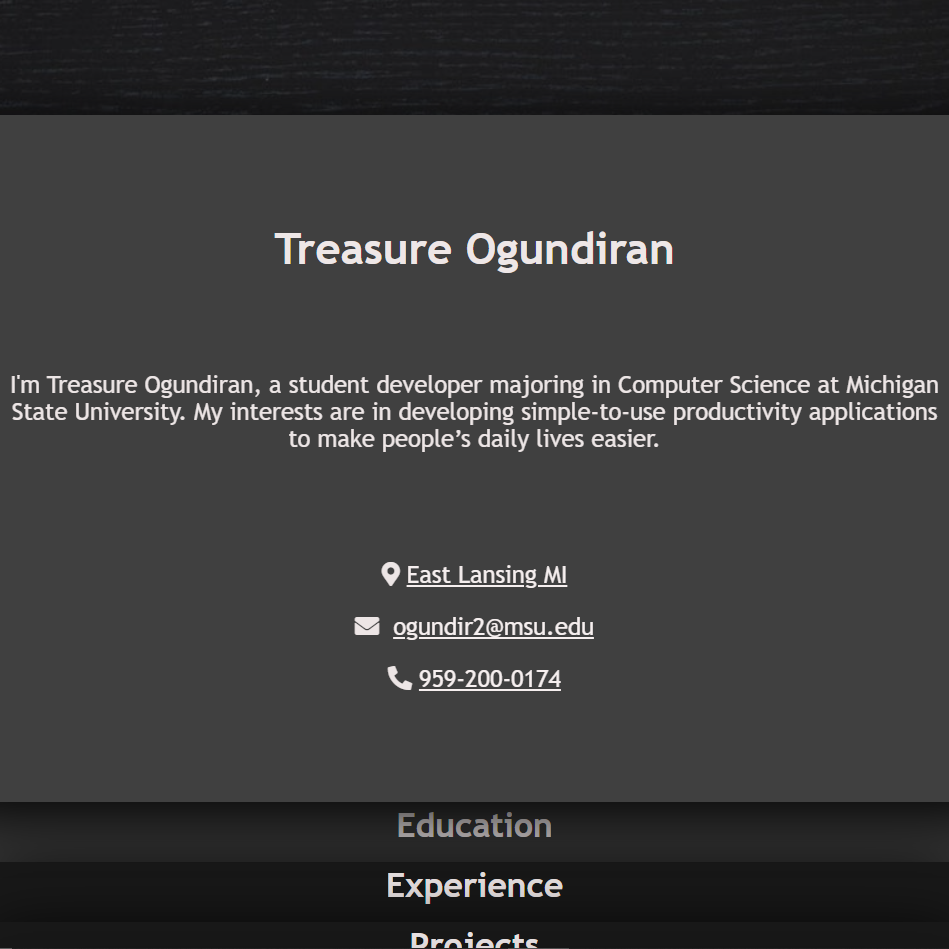 Treasure Ogundiran
I'm Treasure Ogundiran, a student developer majoring in Computer Science at Michigan
State University. My interests are in developing simple-to-use productivity applications
to make people’s daily lives easier.
East Lansing MI
ogundir2@msu.edu
959-200-0174
Education
Experience
Projects